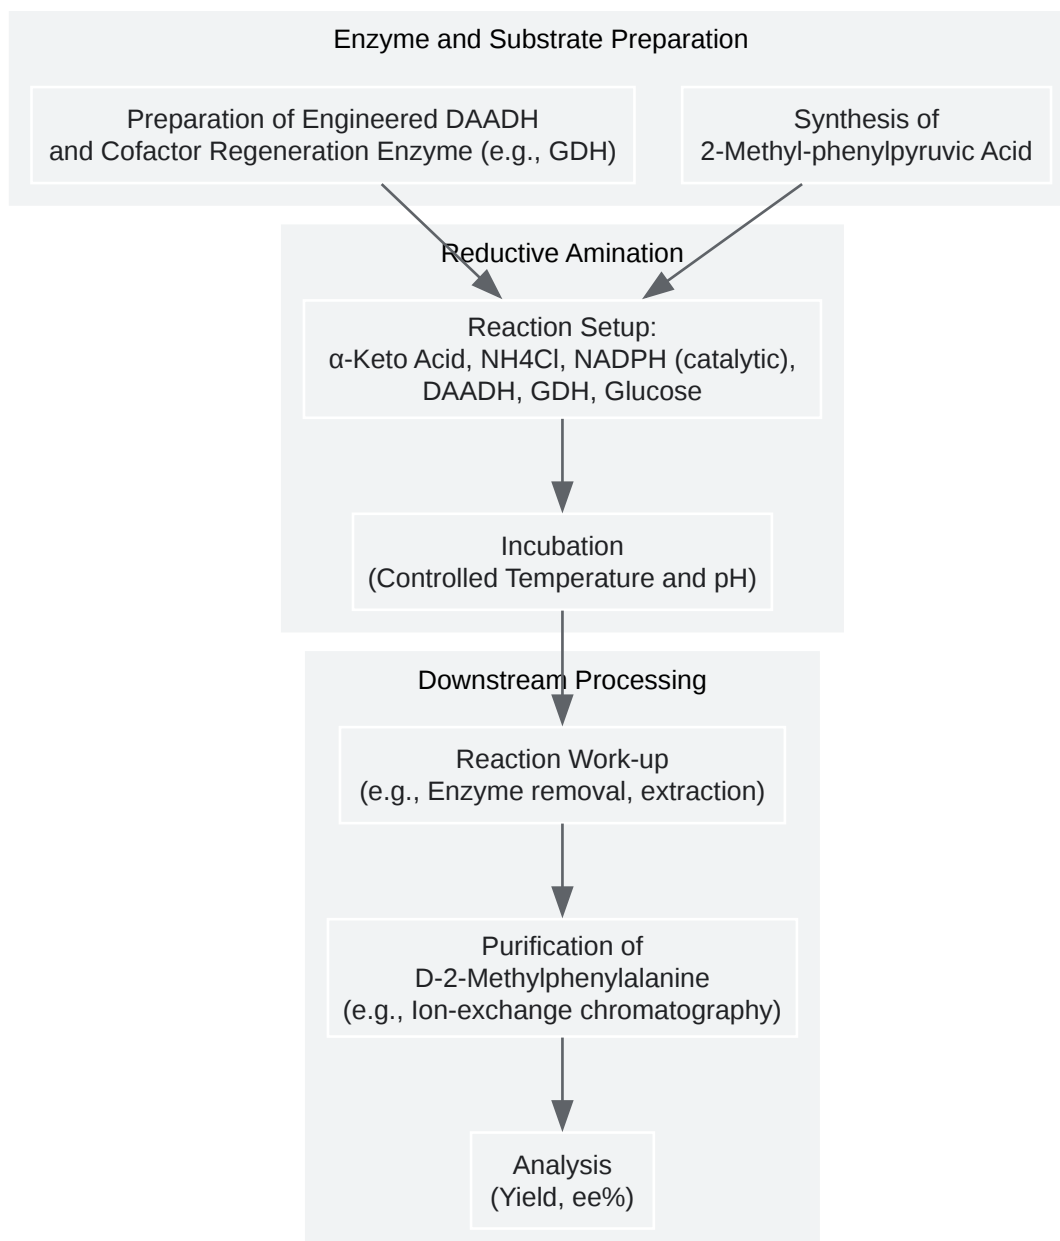 Enzyme and Substrate Preparation
Preparation of Engineered DAADH
and Cofactor Regeneration Enzyme (e.g., GDH)
Synthesis of
2-Methyl-phenylpyruvic Acid
Reductive Amination
Reaction Setup:
α-Keto Acid, NH4Cl, NADPH (catalytic),
DAADH, GDH, Glucose
Incubation
(Controlled Temperature and pH)
Downstream Processing
Reaction Work-up
(e.g., Enzyme removal, extraction)
Purification of
D-2-Methylphenylalanine
(e.g., Ion-exchange chromatography)
Analysis
(Yield, ee%)